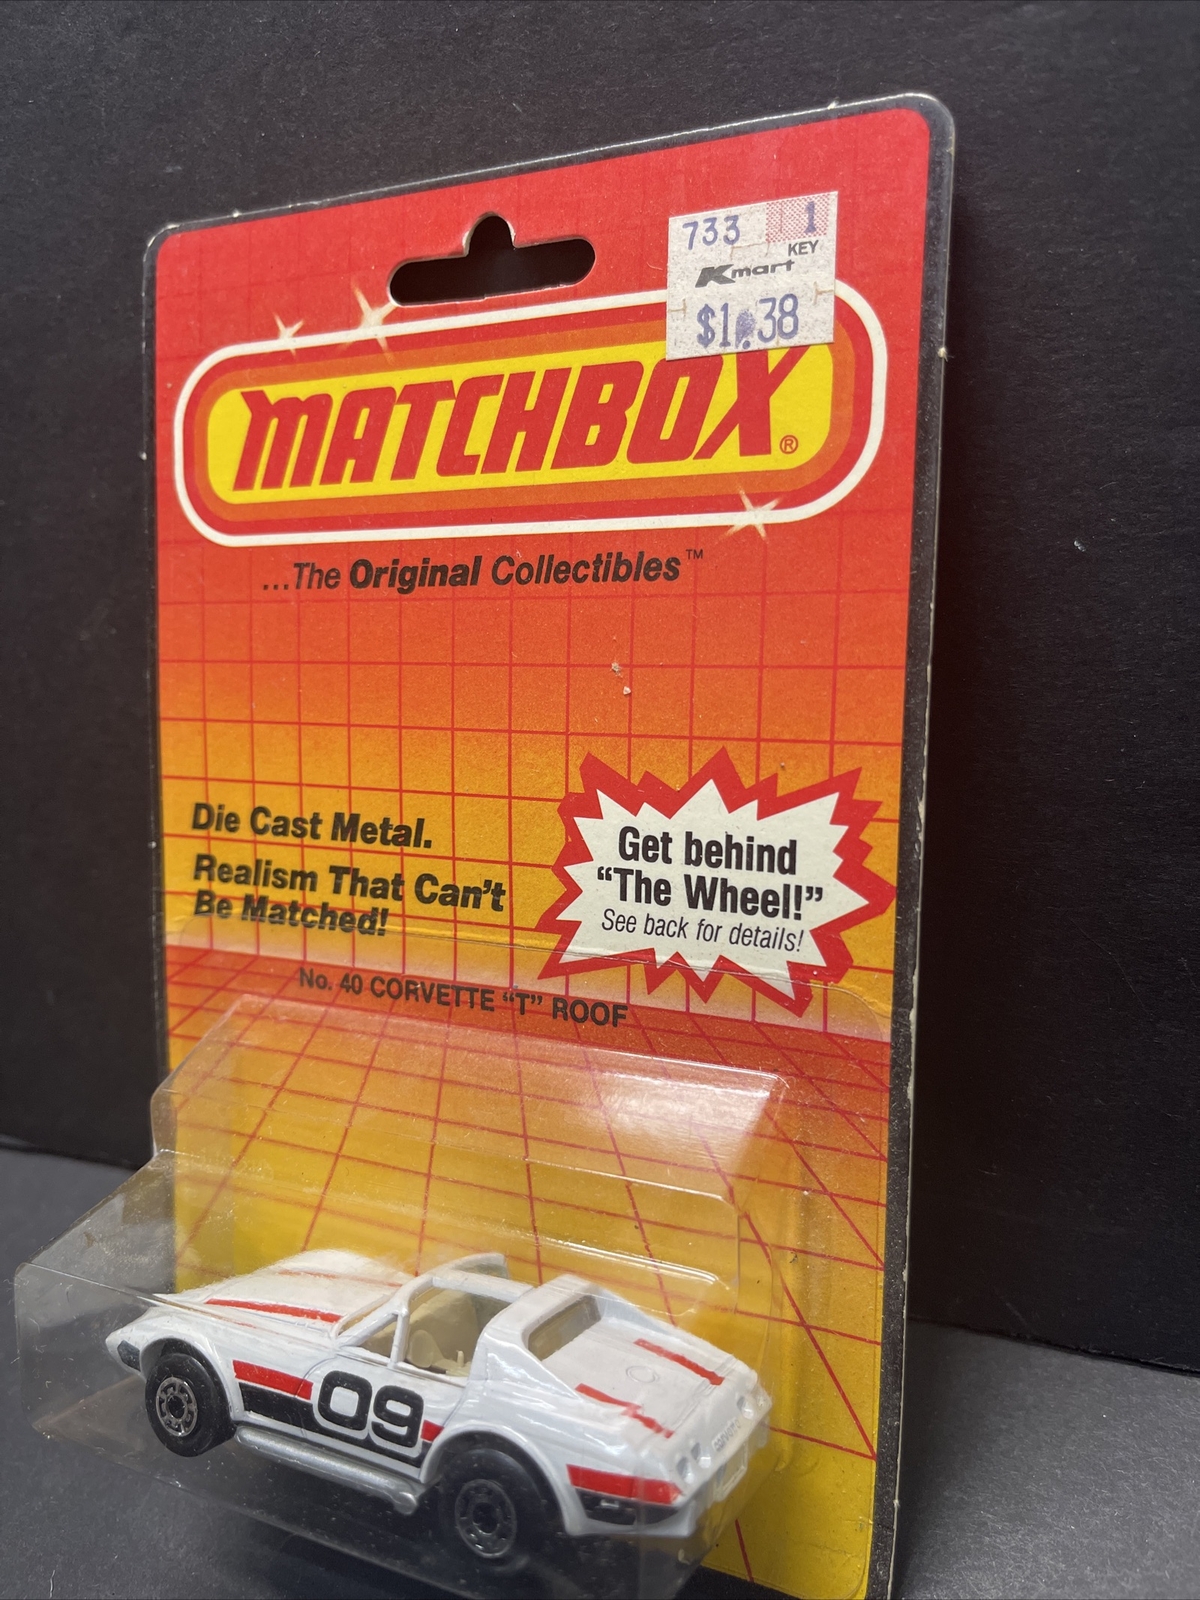 733 1
KEY
Kmart
$1.38
MATCHBOX®
...The Original Collectibles™
Die Cast Metal.
Realism That Can't
Be Matched!
Get behind
“The Wheel!”
See back for details!
No. 40 CORVETTE “T” ROOF
09